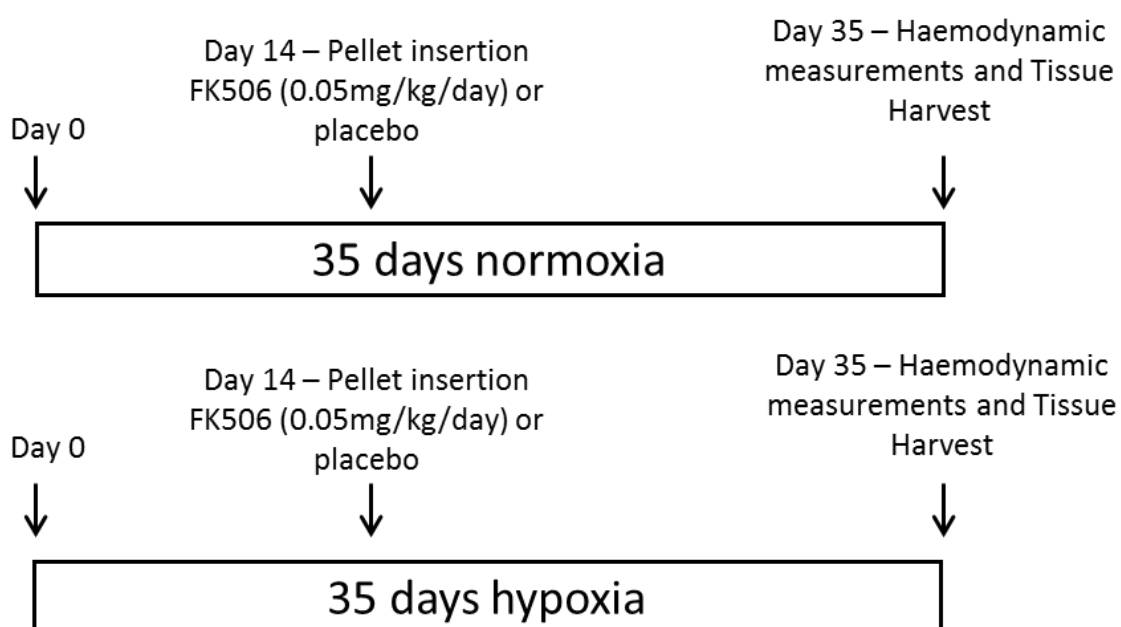 Day 0
Day 14 – Pellet insertion
FK506 (0.05mg/kg/day) or
placebo
Day 35 – Haemodynamic
measurements and Tissue
Harvest
35 days normoxia
Day 0
Day 14 – Pellet insertion
FK506 (0.05mg/kg/day) or
placebo
Day 35 – Haemodynamic
measurements and Tissue
Harvest
35 days hypoxia